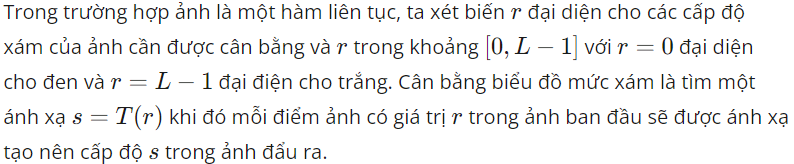 Trong trường hợp ảnh là một hàm liên tục, ta xét biến r đại diện cho các cấp độ
xám của ảnh cần được cân bằng và r trong khoảng [0, L − 1] với r = 0 đại diện
cho đen và r = L − 1 đại điện cho trắng. Cân bằng biểu đồ mức xám là tìm một
ánh xạ s = T(r) khi đó mỗi điểm ảnh có giá trị r trong ảnh ban đầu sẽ được ánh xạ
tạo nên cấp độ s trong ảnh đẩu ra.